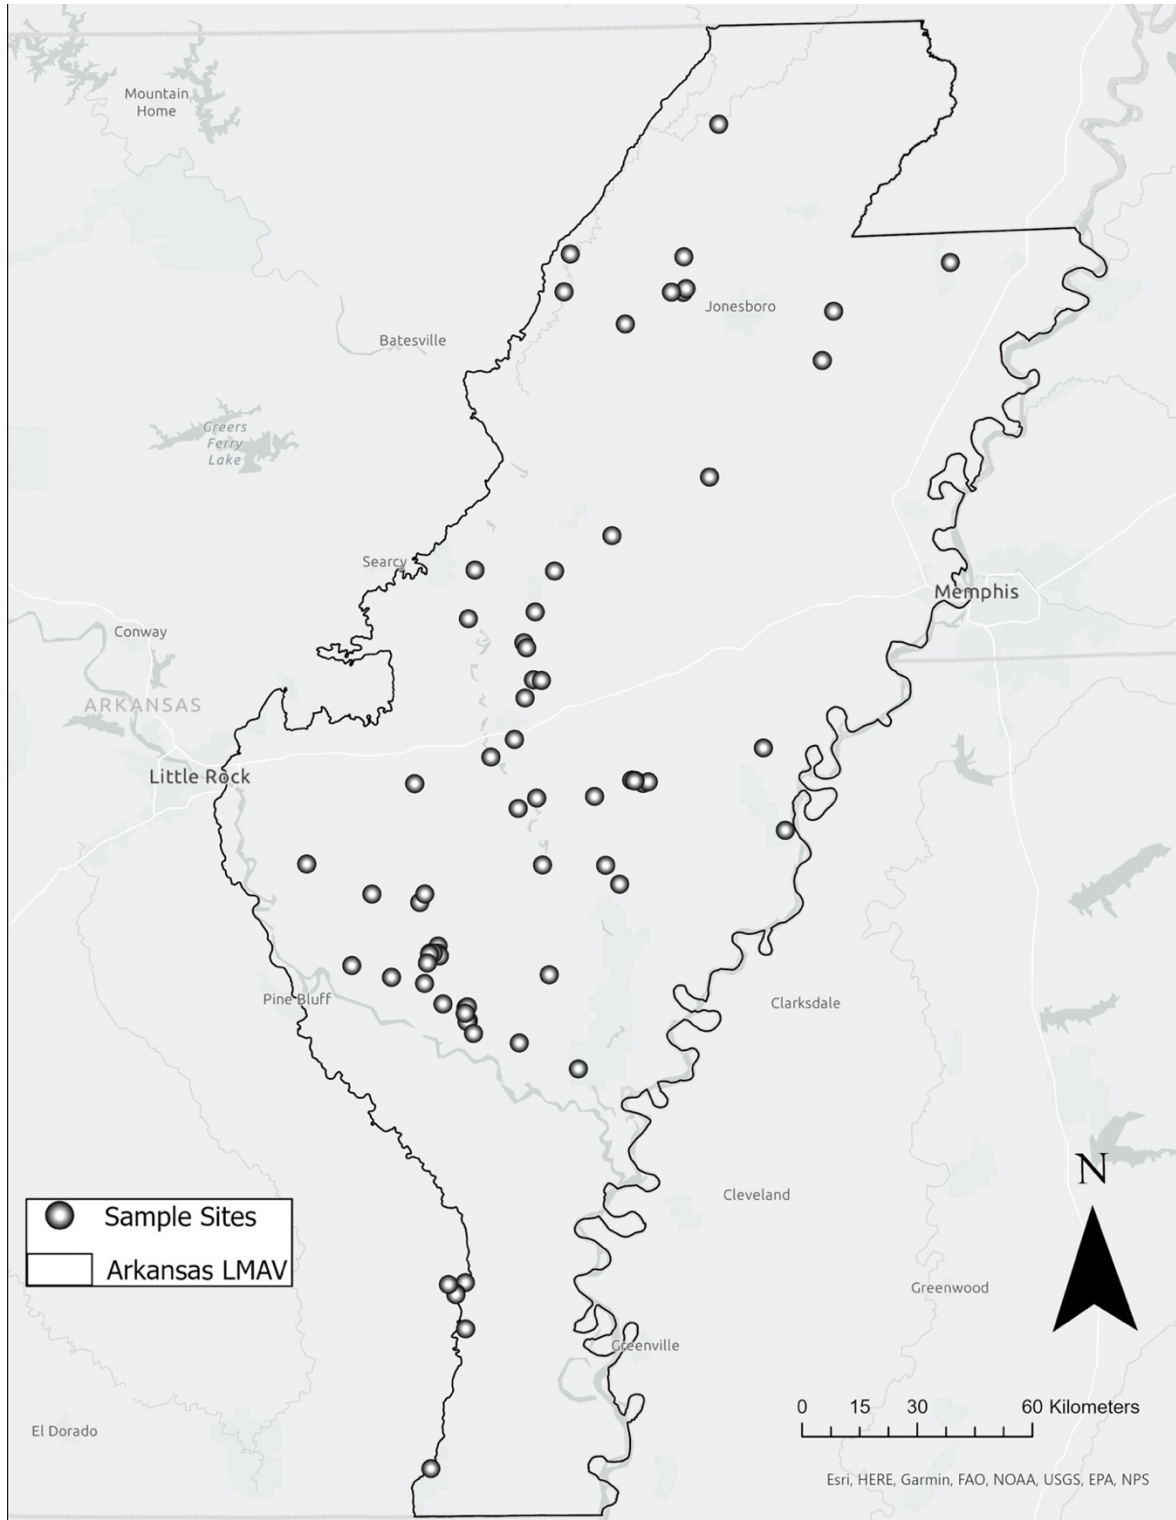 Mountain
Home
Jonesboro
Batesville
Greers
Ferry
Lake
Searcy
Memphis
Conway
ARKANSAS
Little Rock
Pine Bluff
Clarksdale
N
Cleveland
Sample Sites
Arkansas LMAV
Greenwood
Greenville
0 15 30 60 Kilometers
El Dorado
Esri, HERE, Garmin, FAO, NOAA, USGS, EPA, NPS